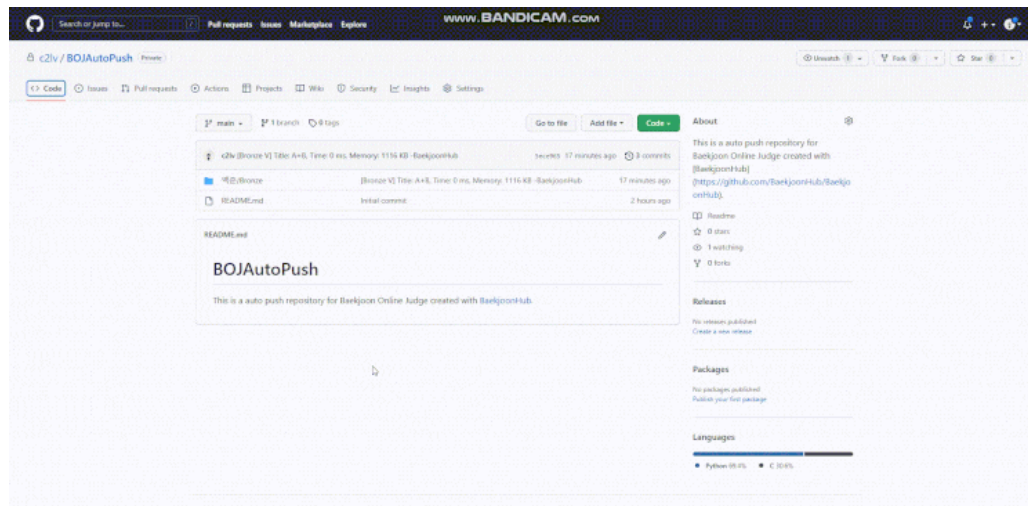 www.BANDICAM.com
Search or jump to...
Pull requests Issues Marketplace Explore
c2lv / BOJAutoPush Private
Unwatch 1 Fork 0 Star 0
Code Issues Pull requests Actions Projects Wiki Security Insights Settings
main 1 branch 0 tags Go to file Add file Code
c2lv [Bronze V] Title: A+B, Time: 0 ms, Memory: 1116 KB -BaekjoonHub 17 minutes ago 3 commits
백준/Bronze [Bronze V] Title: A+B, Time: 0 ms, Memory: 1116 KB -BaekjoonHub 17 minutes ago
README.md Initial commit 2 hours ago
README.md
BOJAutoPush
This is a auto push repository for Baekjoon Online Judge created with BaekjoonHub.
About
This is a auto push repository for
Baekjoon Online Judge created with
[BaekjoonHub]
(https://github.com/BaekjoonHub/Baekjo
onHub).
Readme
0 stars
1 watching
0 forks
Releases
No releases published
Create a new release
Packages
No packages published
Publish your first package
Languages
Python C